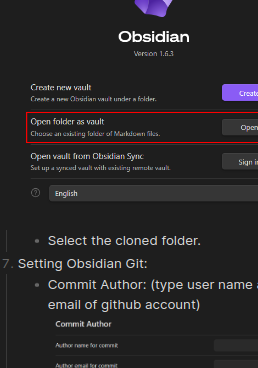 Obsidian
Version 1.6.3
Create new vault
Create a new Obsidian vault under a folder.
Create
Open folder as vault
Choose an existing folder of Markdown files.
Open
Open vault from Obsidian Sync
Set up a synced vault with existing remote vault.
Sign i
English
• Select the cloned folder.
7. Setting Obsidian Git:
• Commit Author: (type user name a
email of github account)
Commit Author
Author name for commit
Author email for commit